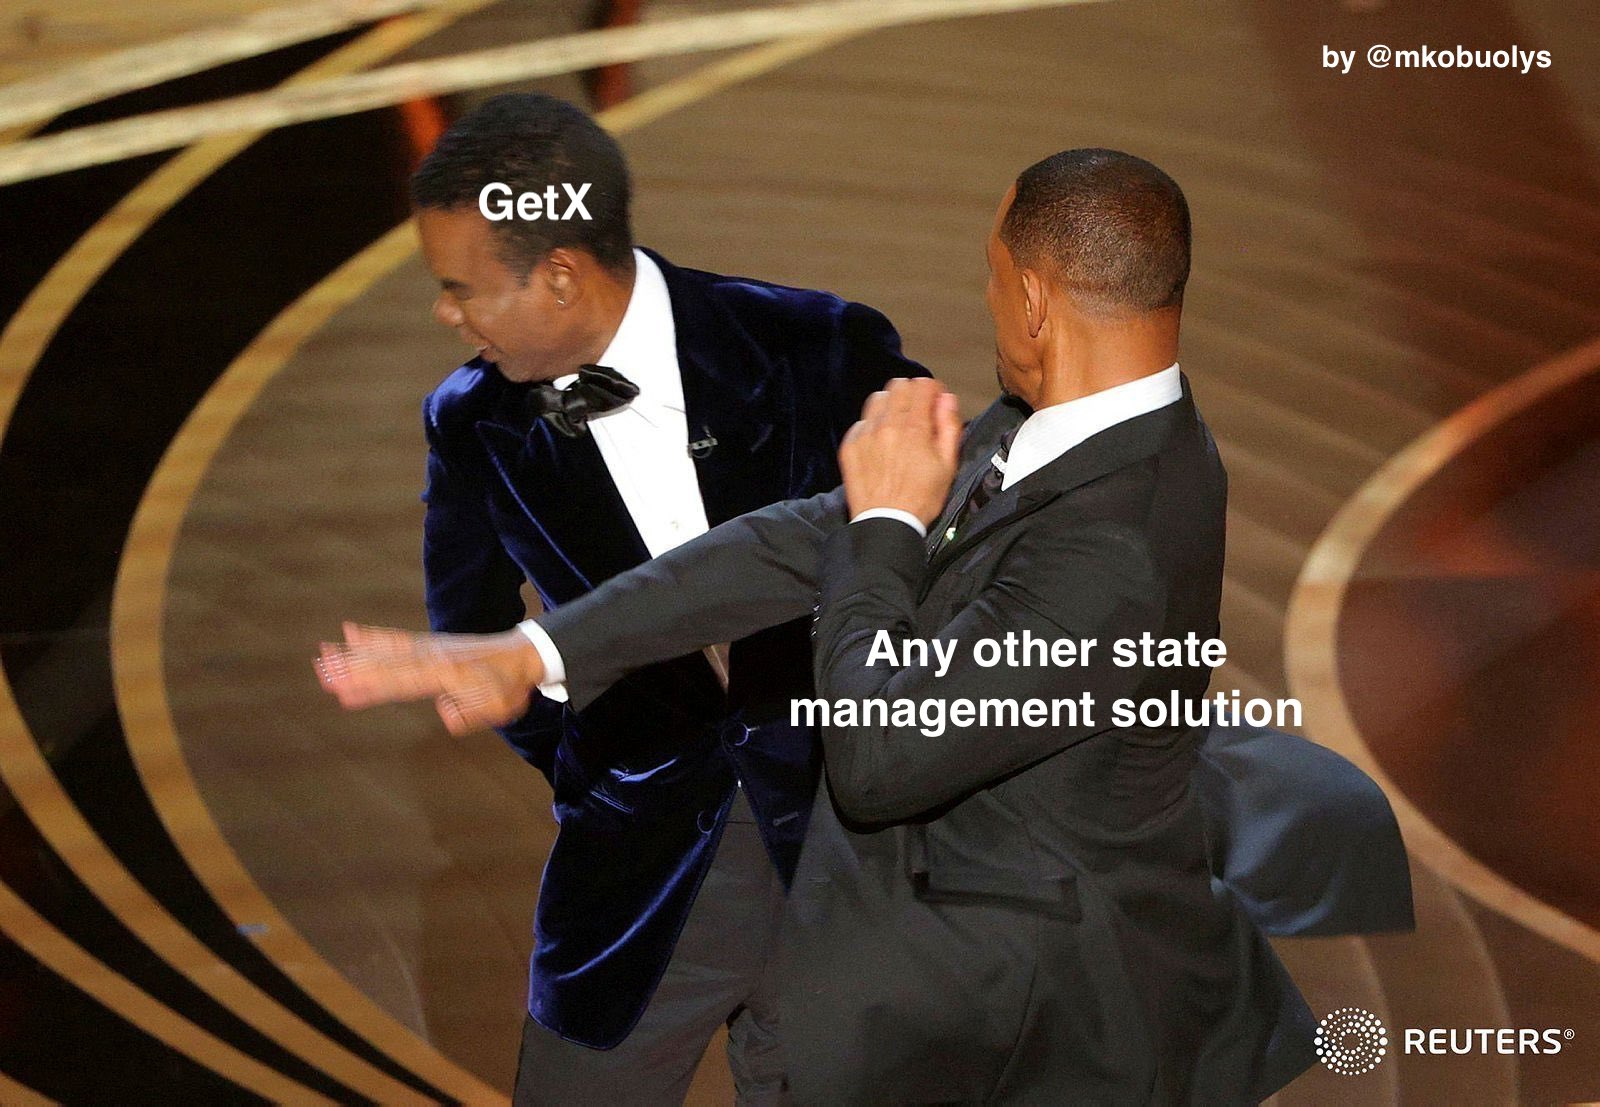 by @mkobuolys
GetX
Any other state
management solution
REUTERS®